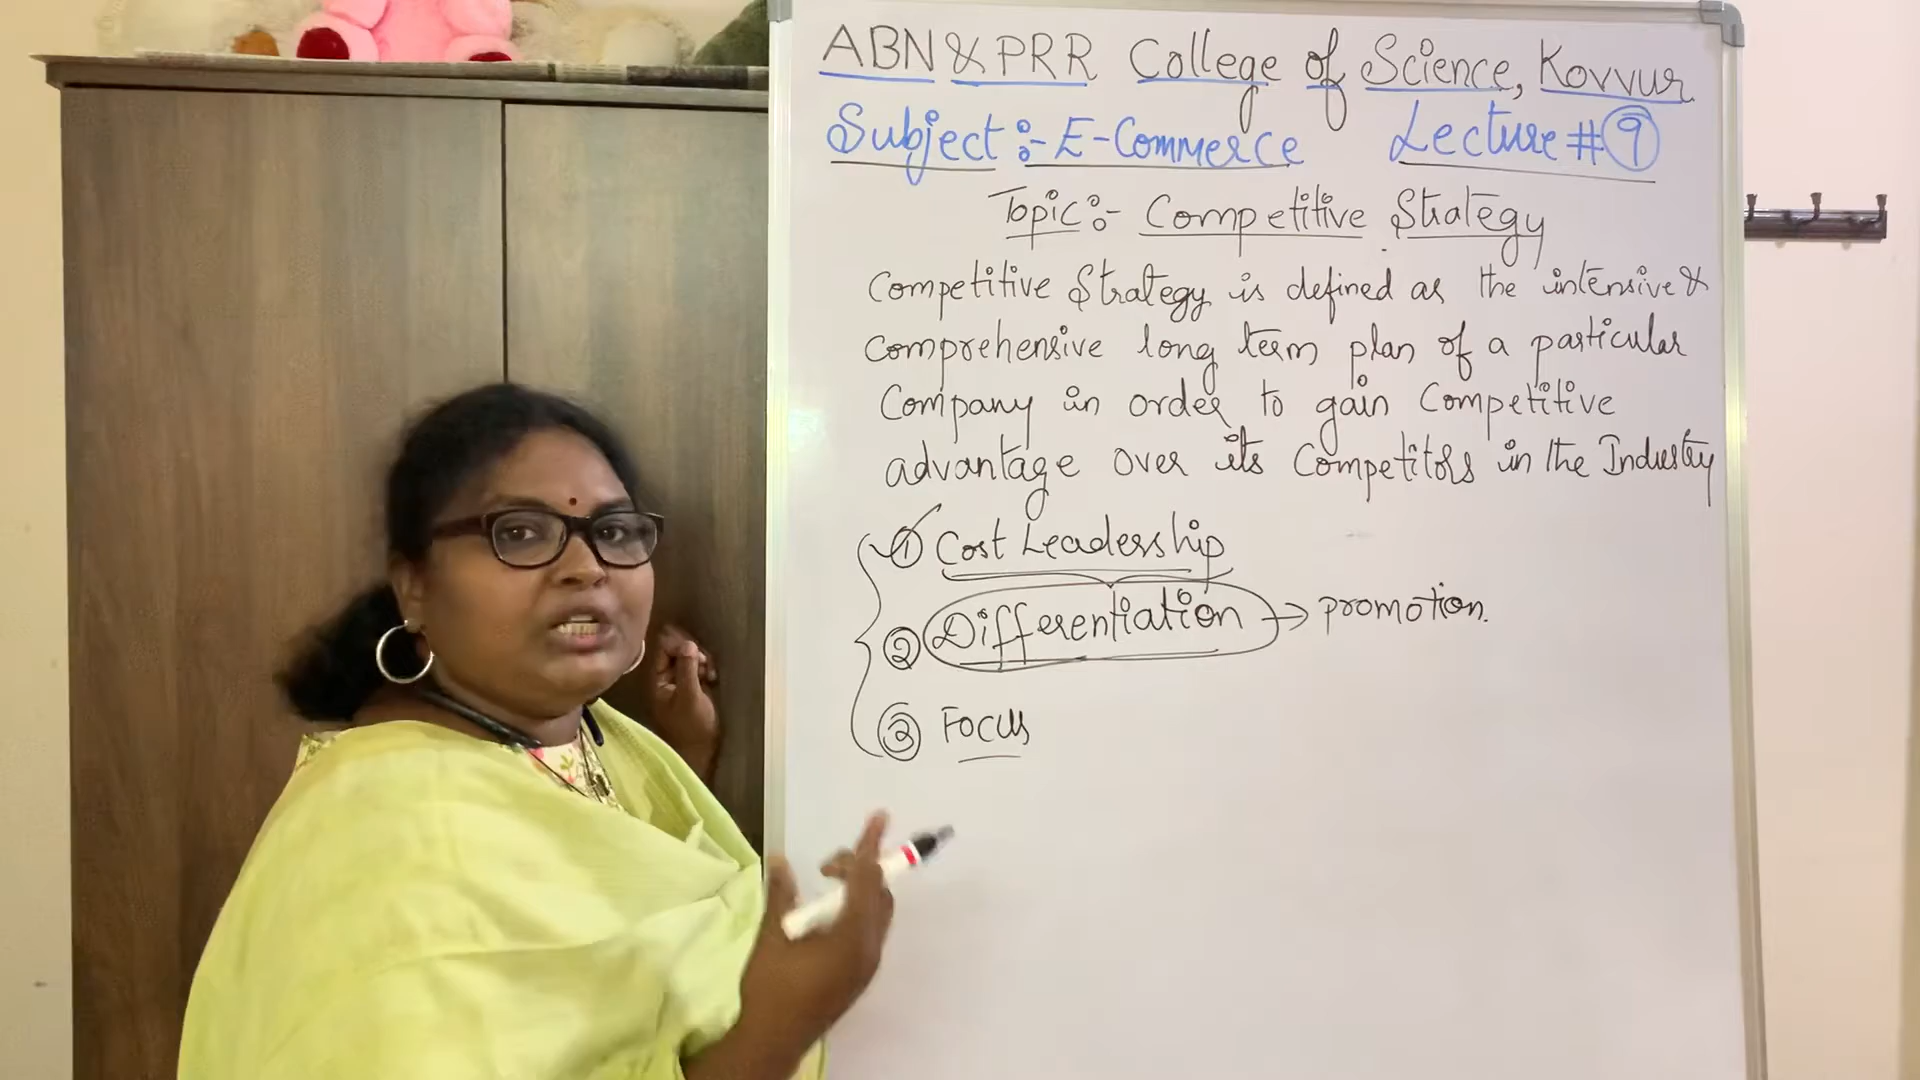 ABN & PRR College of Science, Kovvur
Subject:- E-Commerce Lecture # 9
Topic:- Competitive Strategy
Competitive Strategy is defined as the intensive &
comprehensive long term plan of a particular
Company in order to gain Competitive
advantage over its Competitors in the Industry
1 Cost Leadership
2 Differentiation → promotion.
3 Focus